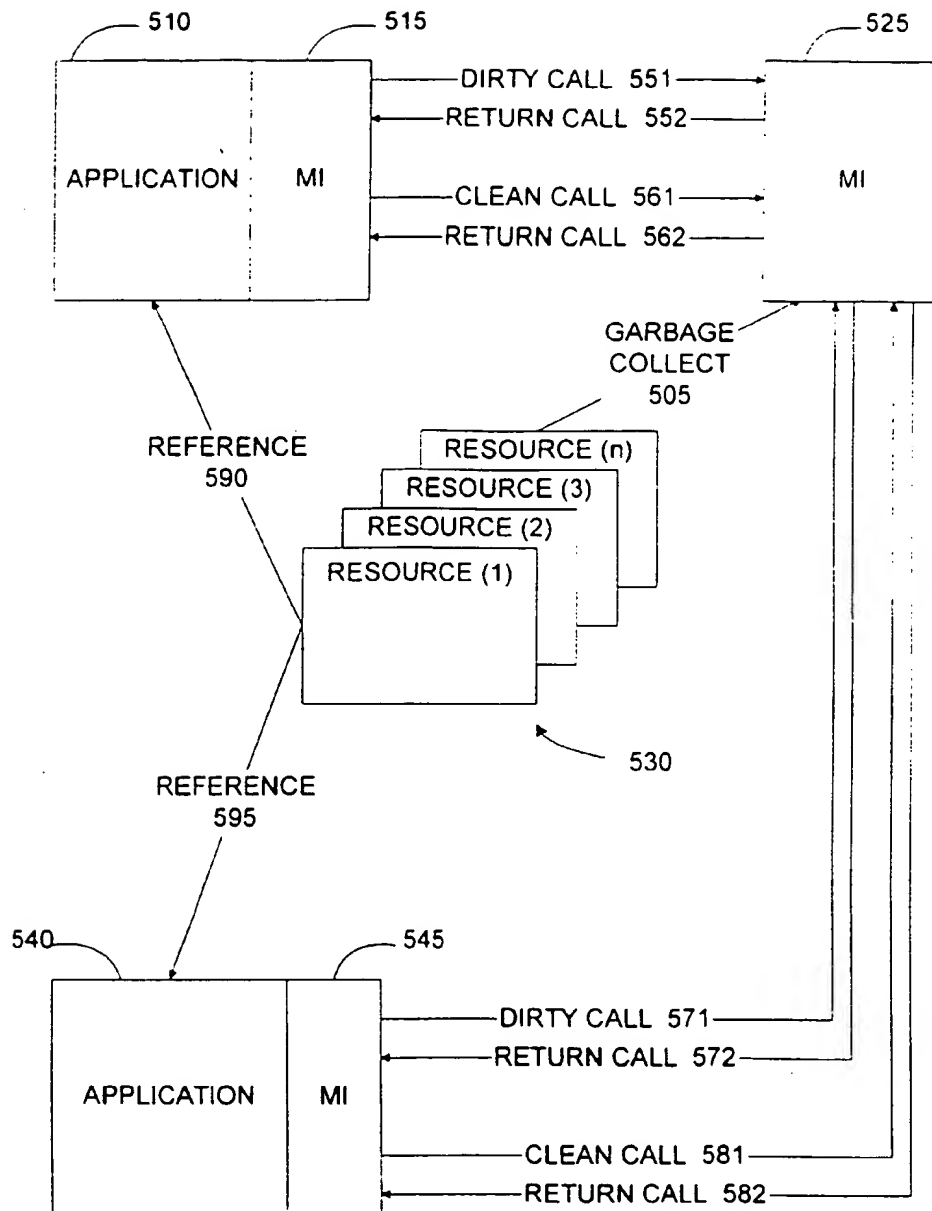 510
515
525
DIRTY CALL 551
RETURN CALL 552
APPLICATION
MI
MI
CLEAN CALL 561
RETURN CALL 562
GARBAGE
COLLECT
505
REFERENCE
590
RESOURCE (n)
RESOURCE (3)
RESOURCE (2)
RESOURCE (1)
530
REFERENCE
595
540
545
DIRTY CALL 571
RETURN CALL 572
APPLICATION
MI
CLEAN CALL 581
RETURN CALL 582